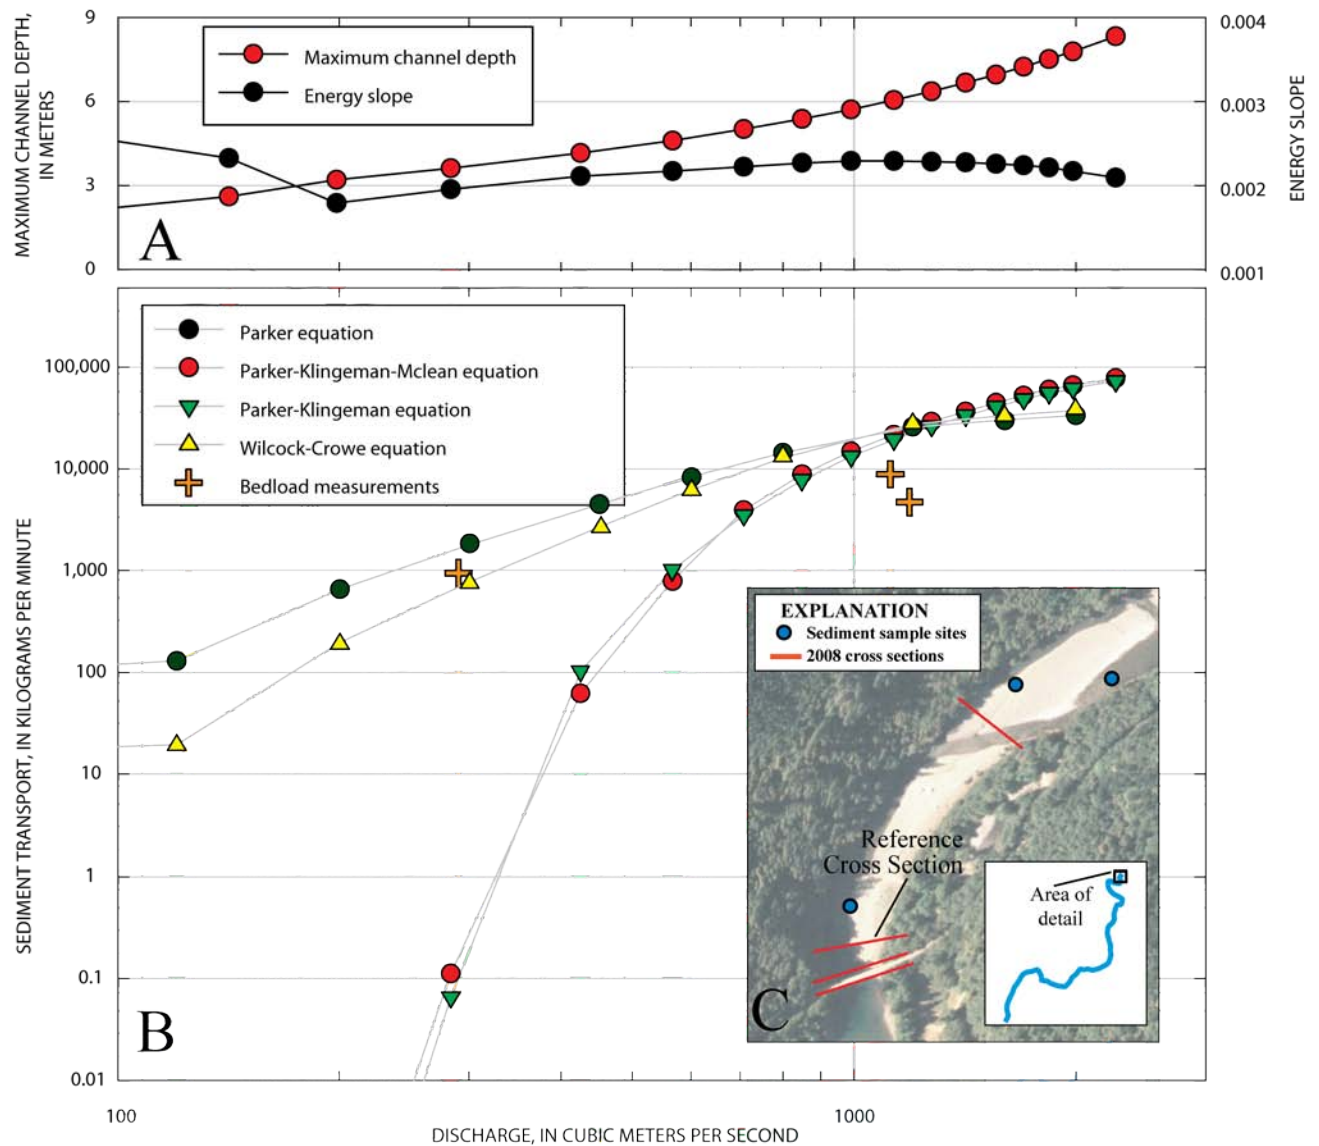 MAXIMUM CHANNEL DEPTH,
IN METERS
9
6
3
0
Maximum channel depth
Energy slope
A
0.004
0.003
0.002
0.001
ENERGY SLOPE
SEDIMENT TRANSPORT, IN KILOGRAMS PER MINUTE
100,000
10,000
1,000
100
10
1
0.1
0.01
Parker equation
Parker-Klingeman-Mclean equation
Parker-Klingeman equation
Wilcock-Crowe equation
Bedload measurements
B
EXPLANATION
Sediment sample sites
2008 cross sections
Reference
Cross Section
Area of
detail
C
100
1000
DISCHARGE, IN CUBIC METERS PER SECOND